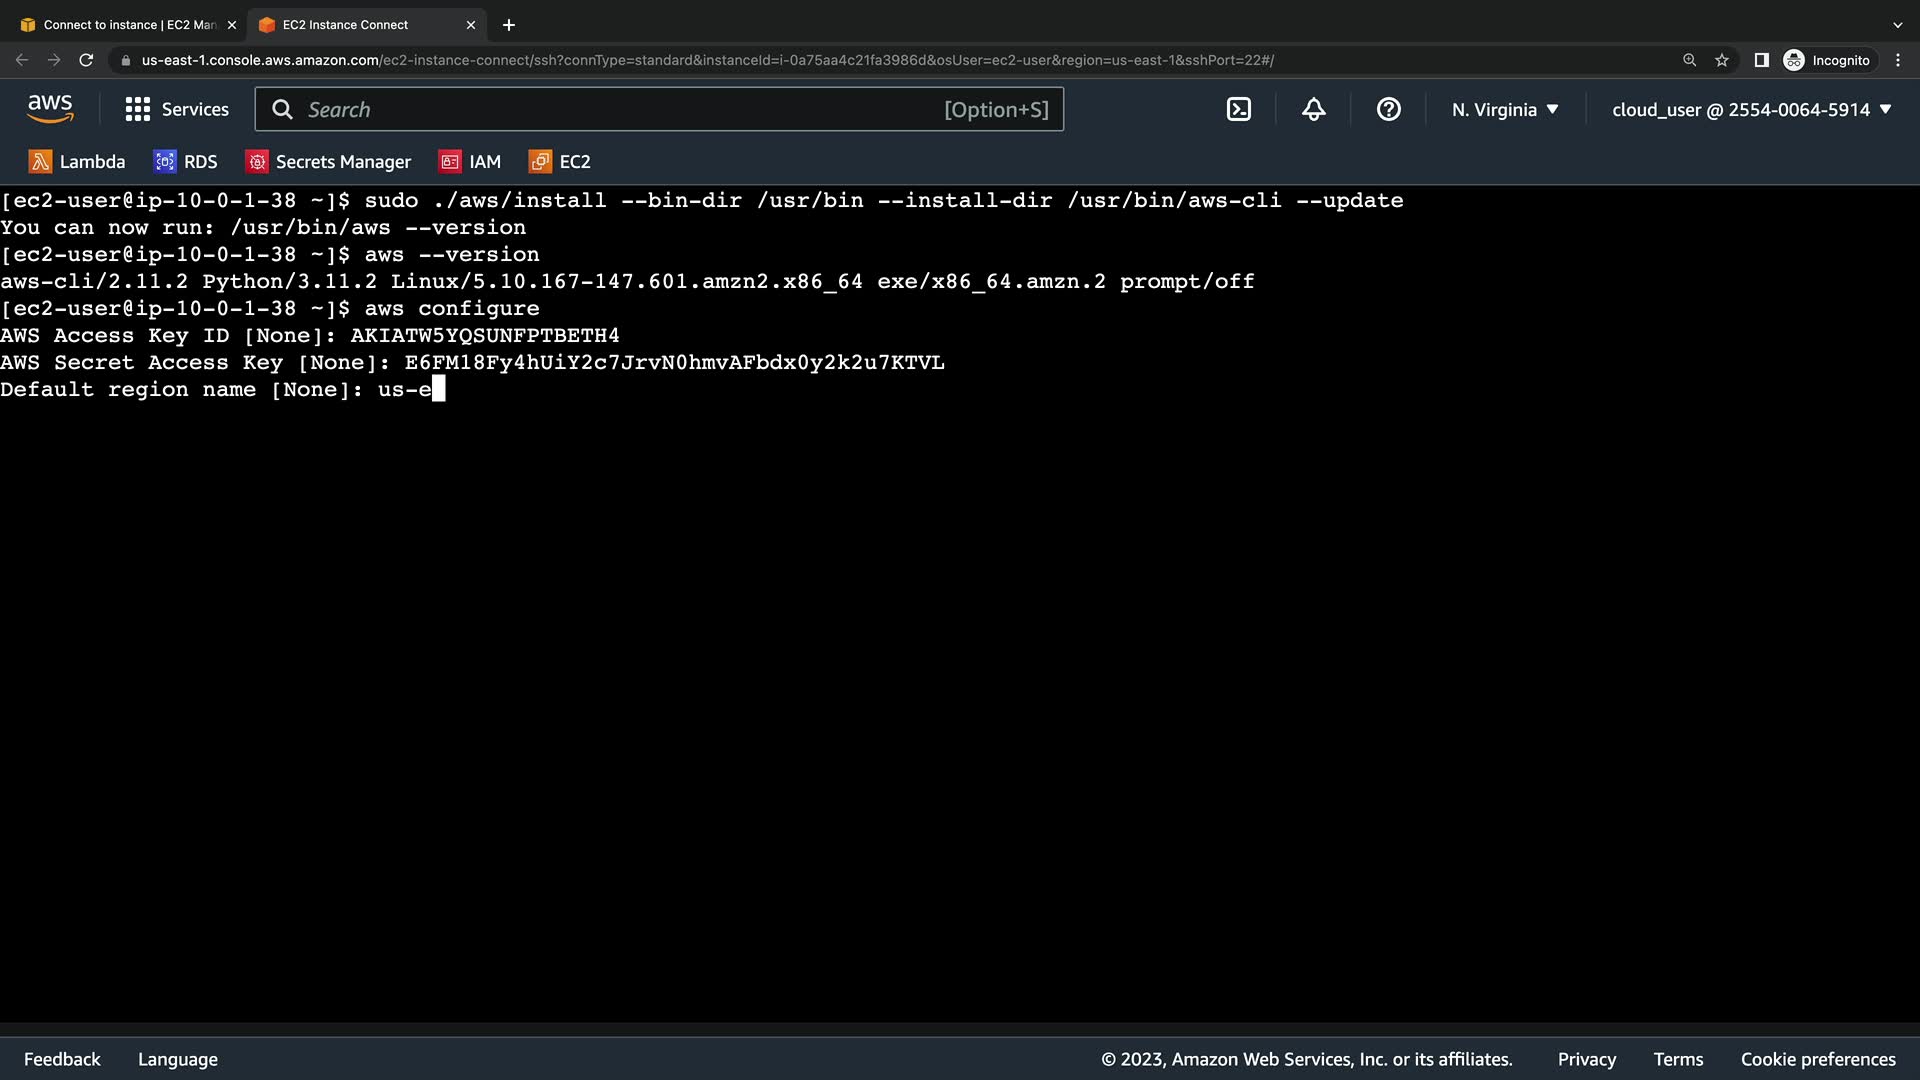 Connect to instance | EC2 Man
EC2 Instance Connect
us-east-1.console.aws.amazon.com/ec2-instance-connect/ssh?connType=standard&instanceId=i-0a75aa4c21fa3986d&osUser=ec2-user&region=us-east-1&sshPort=22#/
Incognito
aws
Services
Search
[Option+S]
N. Virginia
cloud_user @ 2554-0064-5914
Lambda
RDS
Secrets Manager
IAM
EC2
[ec2-user@ip-10-0-1-38 ~]$ sudo ./aws/install --bin-dir /usr/bin --install-dir /usr/bin/aws-cli --update
You can now run: /usr/bin/aws --version
[ec2-user@ip-10-0-1-38 ~]$ aws --version
aws-cli/2.11.2 Python/3.11.2 Linux/5.10.167-147.601.amzn2.x86_64 exe/x86_64.amzn.2 prompt/off
[ec2-user@ip-10-0-1-38 ~]$ aws configure
AWS Access Key ID [None]: AKIATW5YQSUNFPTBETH4
AWS Secret Access Key [None]: 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
Default region name [None]: us-e
Feedback
Language
© 2023, Amazon Web Services, Inc. or its affiliates.
Privacy
Terms
Cookie preferences